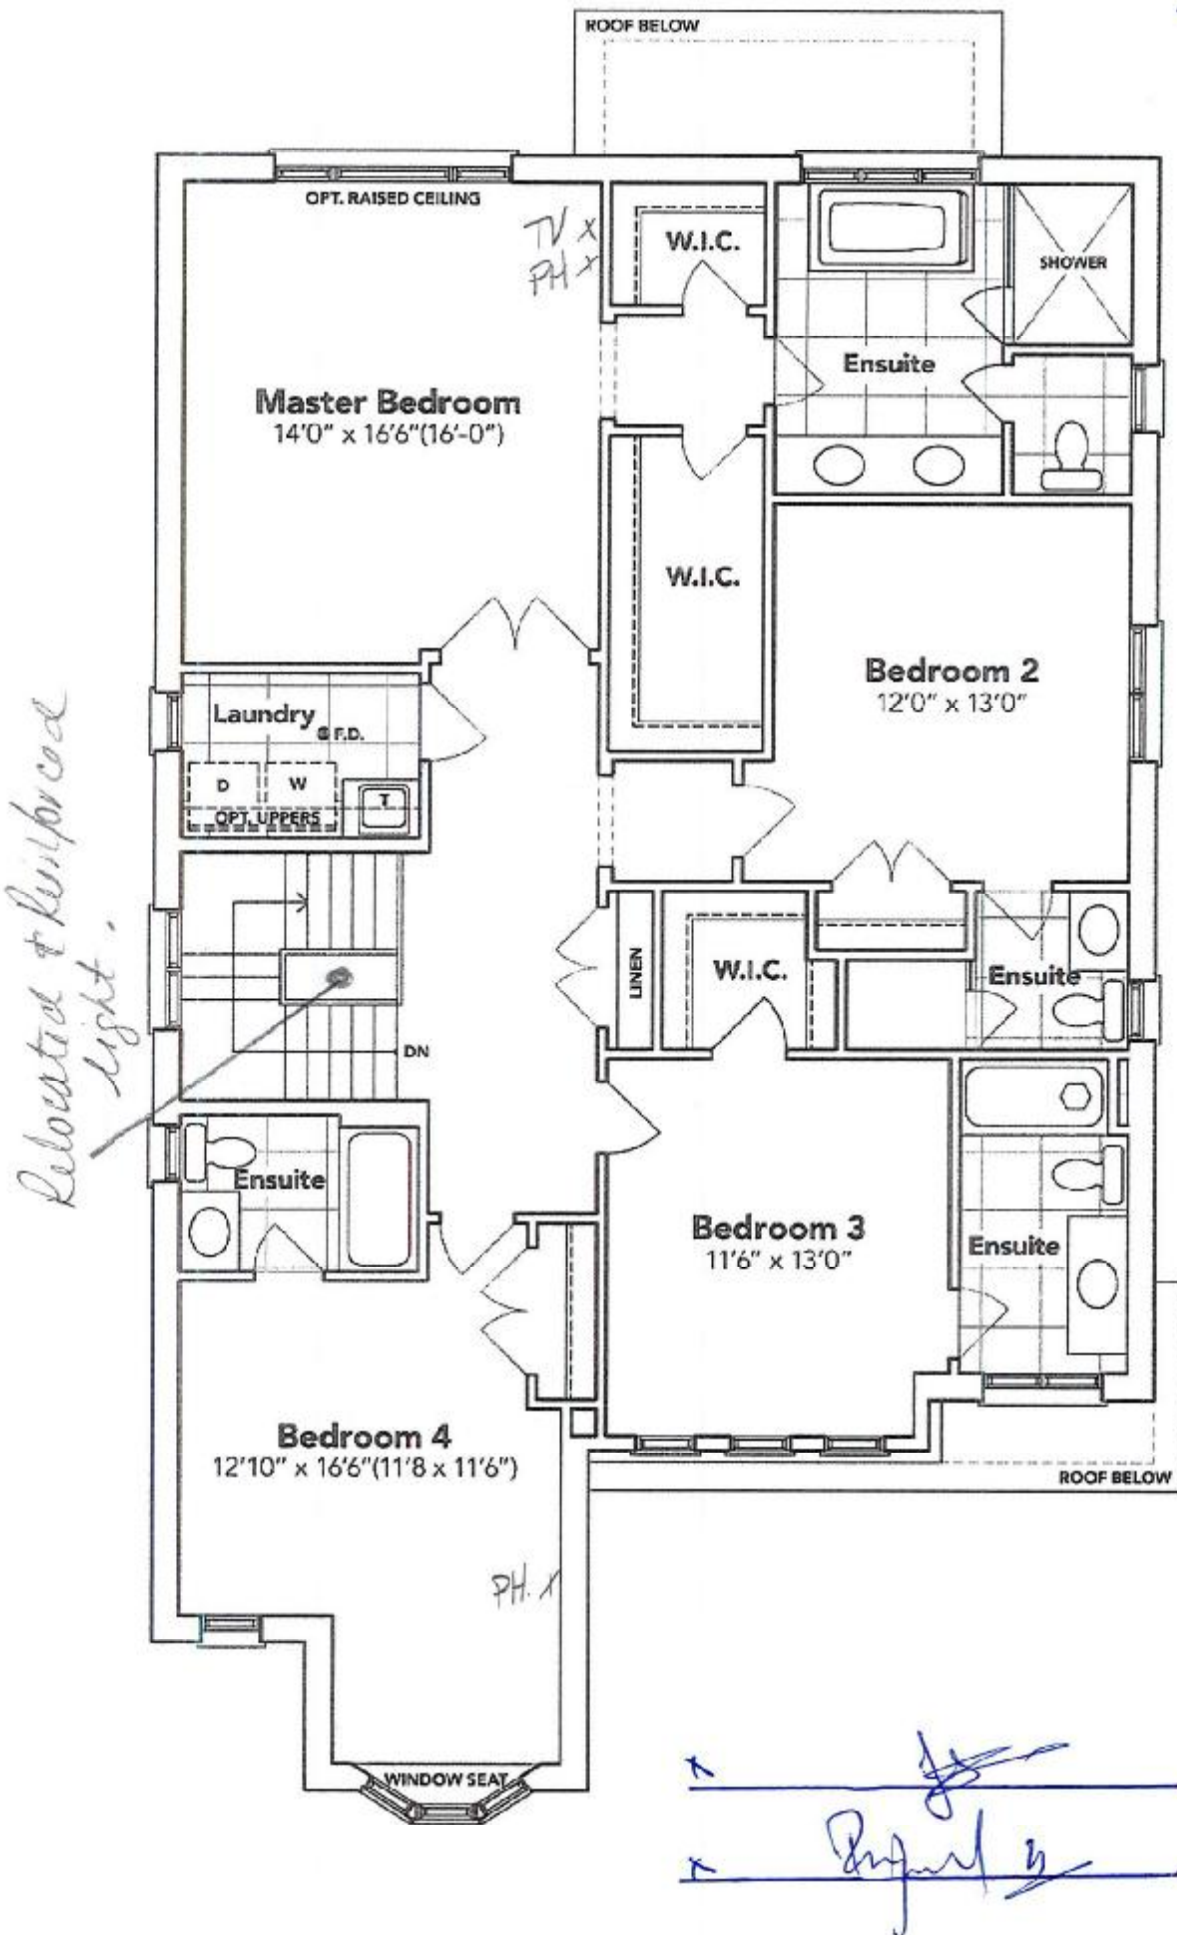 ROOF BELOW
OPT. RAISED CEILING
TV x
PH x
W.I.C.
SHOWER
Ensuite
Master Bedroom
14'0" x 16'6"(16'-0")
W.I.C.
Bedroom 2
12'0" x 13'0"
Laundry
F.D.
D
W
T
OPT. UPPERS
Relocated & Reinforced
light.
LINEN
W.I.C.
Ensuite
DN
Ensuite
Bedroom 3
11'6" x 13'0"
Ensuite
Bedroom 4
12'10" x 16'6"(11'8 x 11'6")
ROOF BELOW
PH. x
WINDOW SEAT
x
x